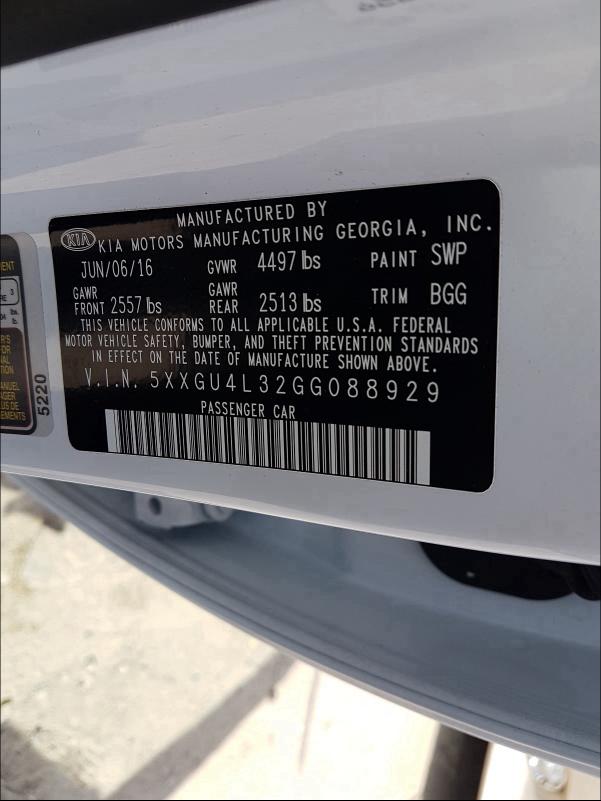 MANUFACTURED BY
KIA KIA MOTORS MANUFACTURING GEORGIA, INC.
JUN/06/16 GVWR 4497 lbs PAINT SWP
GAWR FRONT 2557 lbs GAWR REAR 2513 lbs TRIM BGG
THIS VEHICLE CONFORMS TO ALL APPLICABLE U.S.A. FEDERAL
MOTOR VEHICLE SAFETY, BUMPER, AND THEFT PREVENTION STANDARDS
IN EFFECT ON THE DATE OF MANUFACTURE SHOWN ABOVE.
V.I.N. 5XXGU4L32GG088929
PASSENGER CAR
5220